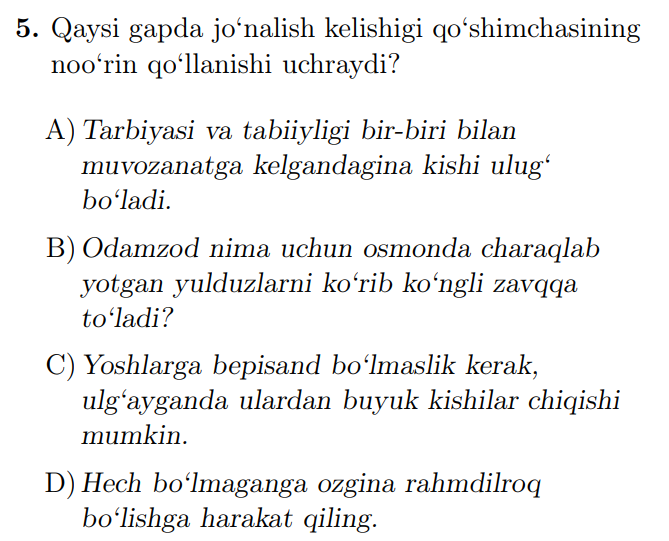 5. Qaysi gapda jo‘nalish kelishigi qo‘shimchasining
noo‘rin qo‘llanishi uchraydi?
A) Tarbiyasi va tabiiyligi bir-biri bilan
muvozanatga kelgandagina kishi ulug‘
bo‘ladi.
B) Odamzod nima uchun osmonda charaqlab
yotgan yulduzlarni ko‘rib ko‘ngli zavqqa
to‘ladi?
C) Yoshlarga bepisand bo‘lmaslik kerak,
ulg‘ayganda ulardan buyuk kishilar chiqishi
mumkin.
D) Hech bo‘lmaganga ozgina rahmdilroq
bo‘lishga harakat qiling.